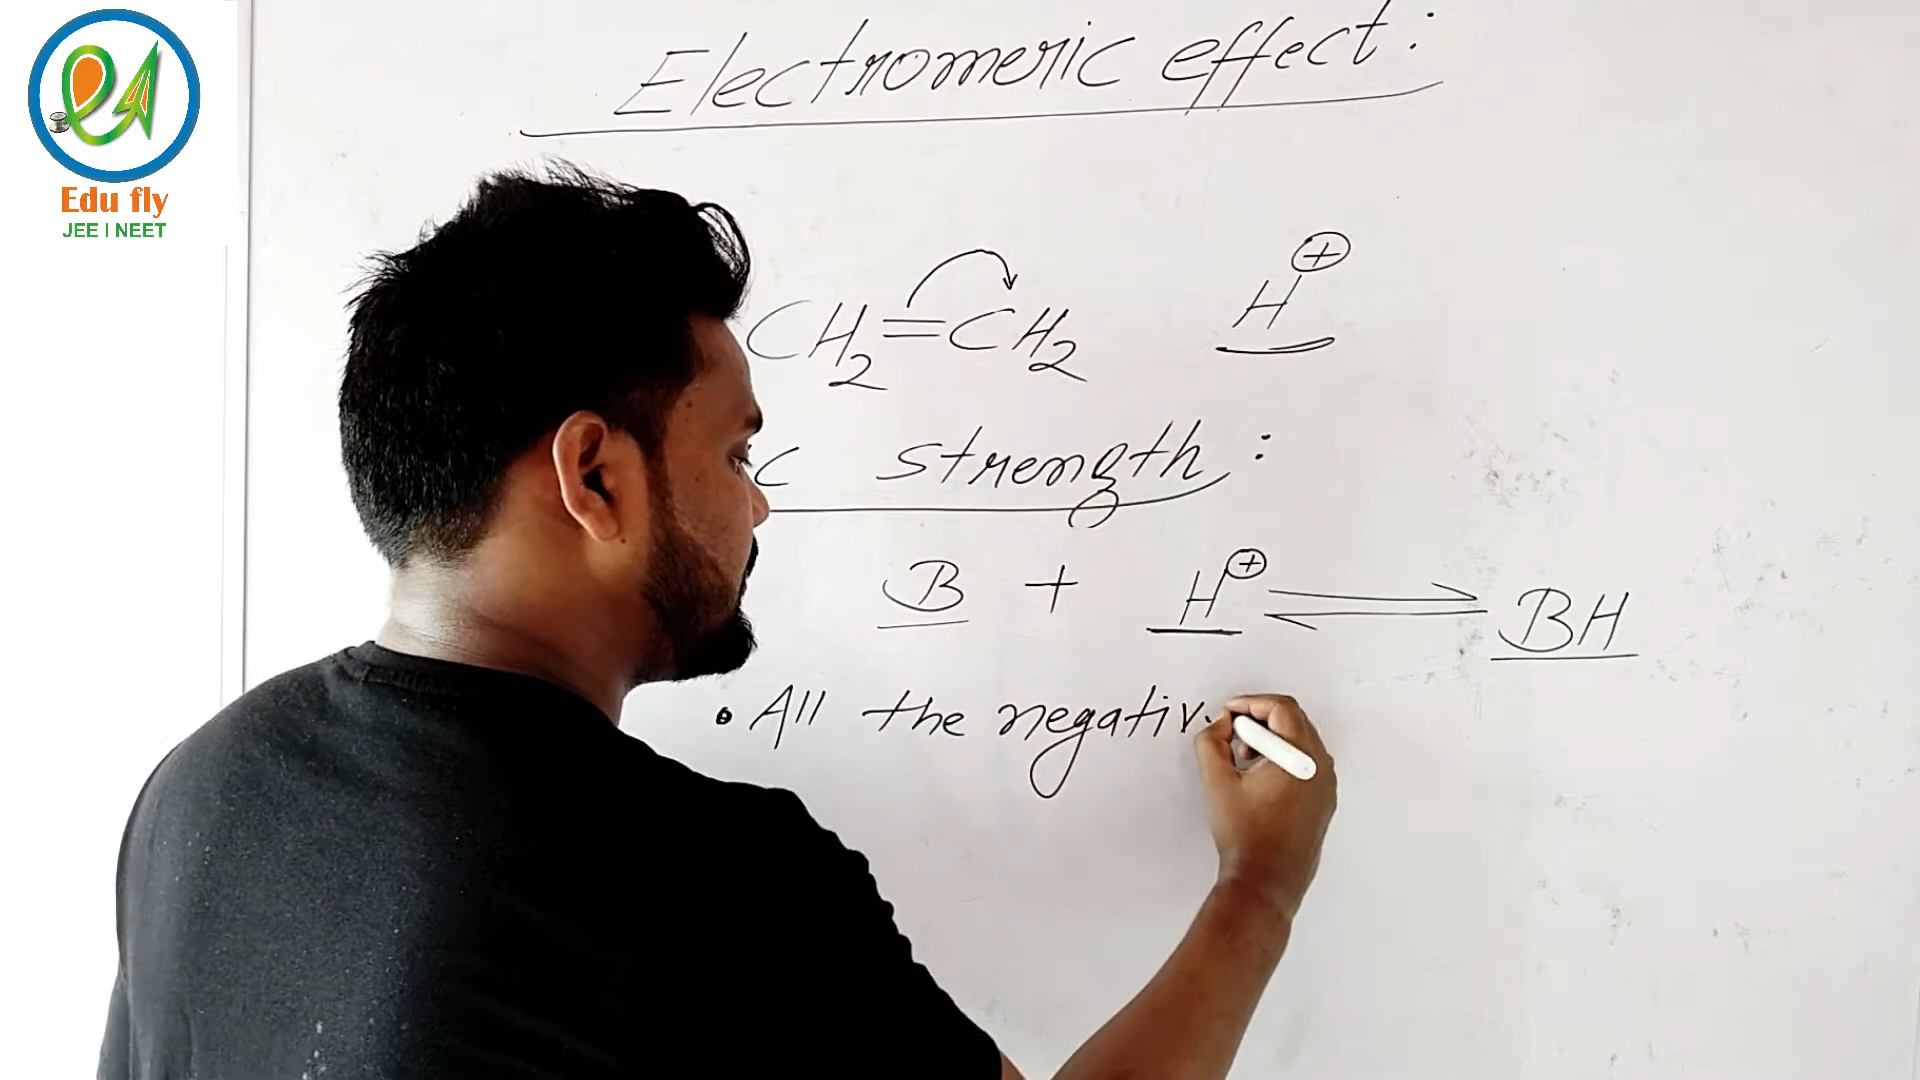 Edu fly
JEE | NEET
Electromeric effect :
CH2=CH2 H⊕
c strength :
B + H⊕ ⇌ BH
• All the negativ